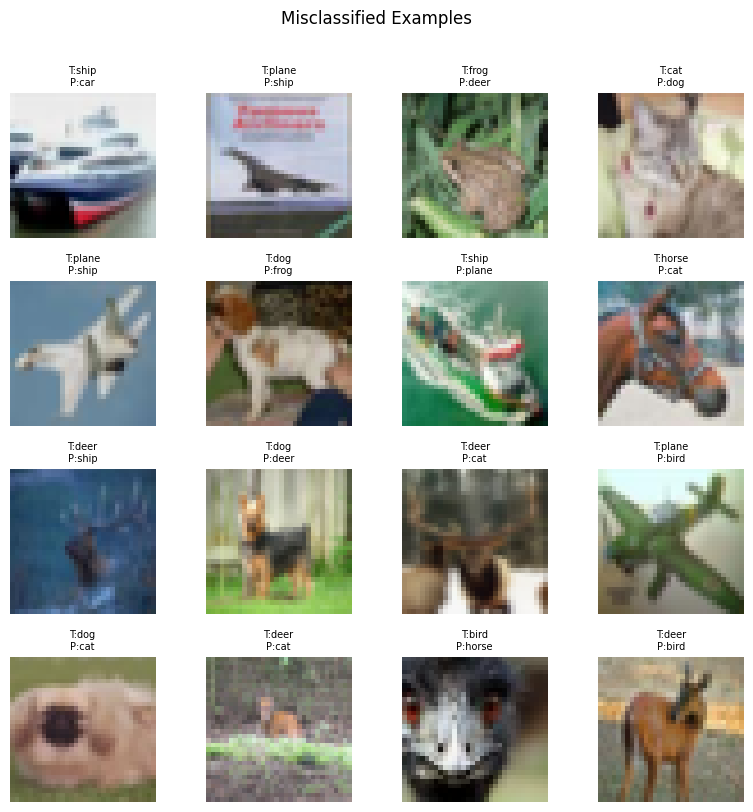 Misclassified Examples
T:ship
P:car
T:plane
P:ship
T:frog
P:deer
T:cat
P:dog
T:plane
P:ship
T:dog
P:frog
T:ship
P:plane
T:horse
P:cat
T:deer
P:ship
T:dog
P:deer
T:deer
P:cat
T:plane
P:bird
T:dog
P:cat
T:deer
P:cat
T:bird
P:horse
T:deer
P:bird